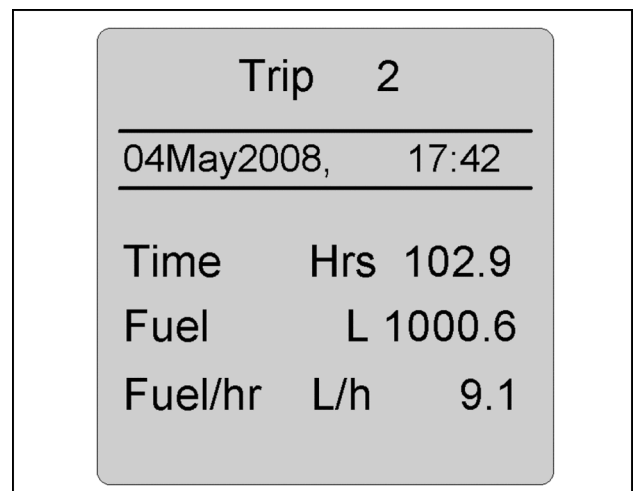 Trip 2
04May2008, 17:42
Time Hrs 102.9
Fuel L 1000.6
Fuel/hr L/h 9.1